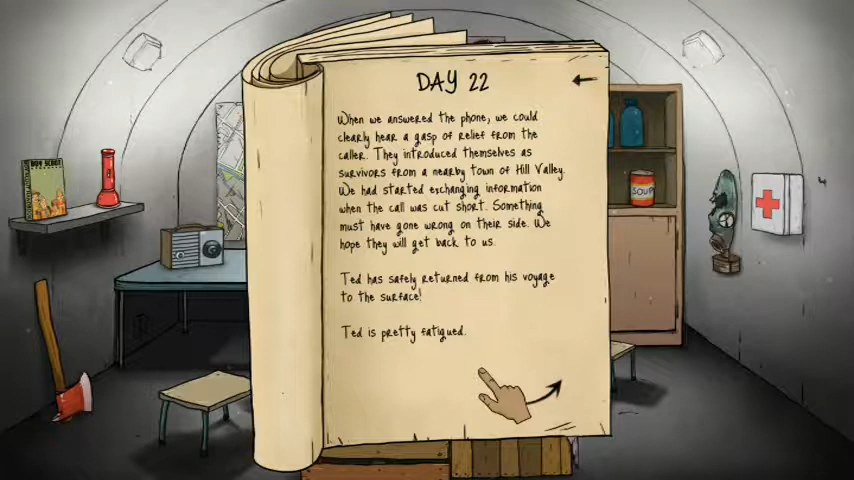 DAY 22
When we answered the phone, we could
clearly hear a gasp of relief from the
caller. They introduced themselves as
survivors from a nearby town of Hill Valley.
We had started exchanging information
when the call was cut short. Something
must have gone wrong on their side. We
hope they will get back to us.
Ted has safely returned from his voyage
to the surface!
Ted is pretty fatigued.
BOY SCOUT
SOUP